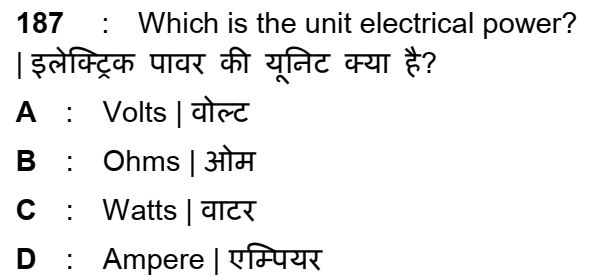 187 : Which is the unit electrical power?
| इलेक्ट्रिक पावर की यूनिट क्या है?
A : Volts | वोल्ट
B : Ohms | ओम
C : Watts | वाटर
D : Ampere | एम्पियर